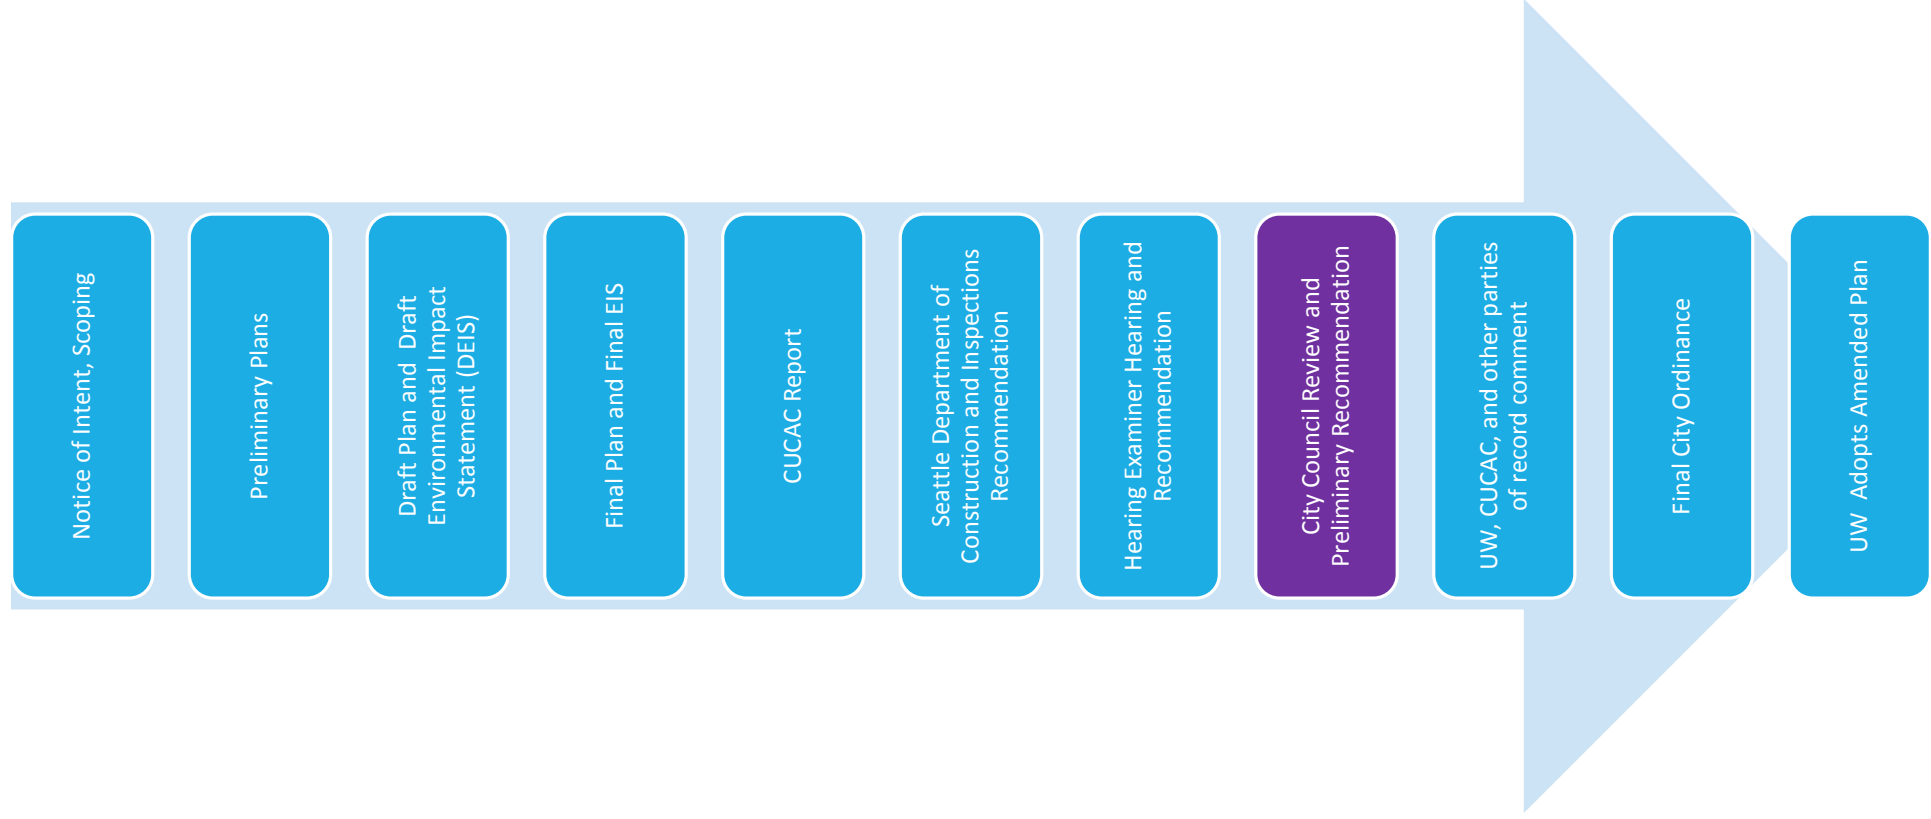 Notice of Intent, Scoping
Preliminary Plans
Draft Plan and  Draft
Environmental Impact
Statement (DEIS)
Final Plan and Final EIS
CUCAC Report
Seattle Department of
Construction and Inspections
Recommendation
Hearing Examiner Hearing and
Recommendation
City Council Review and
Preliminary Recommendation
UW, CUCAC, and other parties
of record comment
Final City Ordinance
UW  Adopts Amended Plan